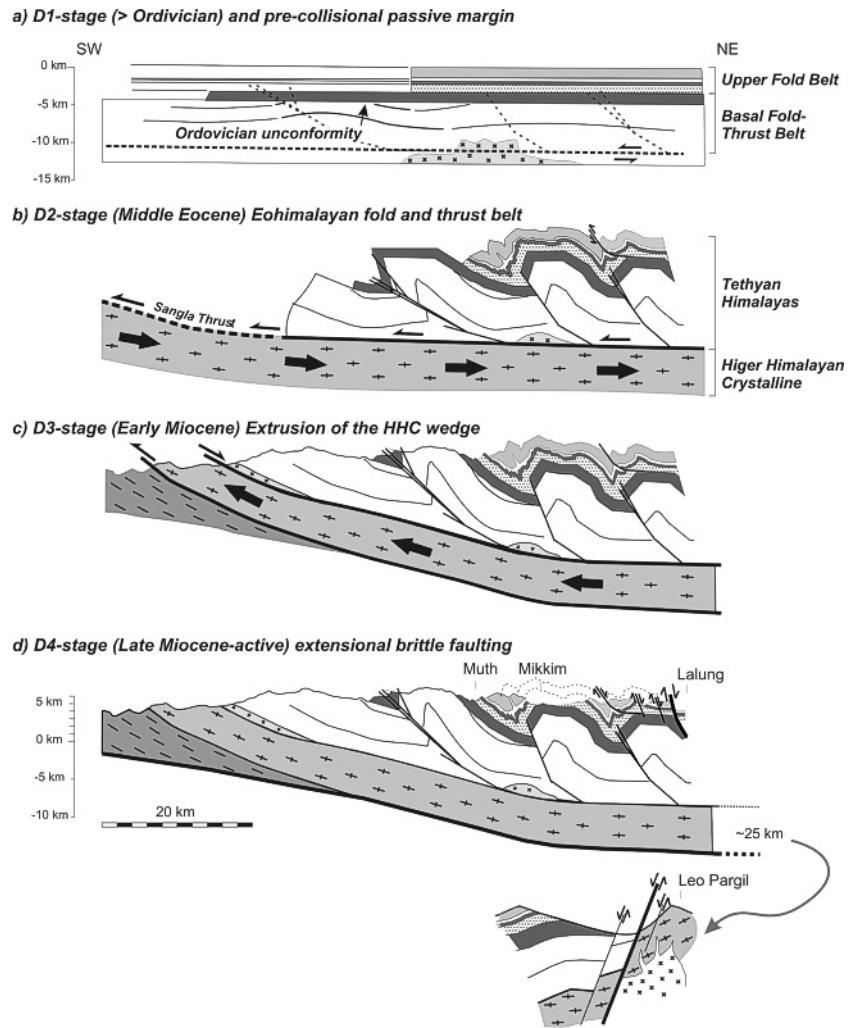 a) D1-stage (> Ordivician) and pre-collisional passive margin
SW
NE
0 km
-5 km
-10 km
-15 km
Upper Fold Belt
Basal Fold-
Thrust Belt
Ordovician unconformity
b) D2-stage (Middle Eocene) Eohimalayan fold and thrust belt
Sangla Thrust
Tethyan
Himalayas
Higer Himalayan
Crystalline
c) D3-stage (Early Miocene) Extrusion of the HHC wedge
d) D4-stage (Late Miocene-active) extensional brittle faulting
Muth
Mikkim
Lalung
5 km
0 km
-5 km
-10 km
20 km
~25 km
Leo Pargil